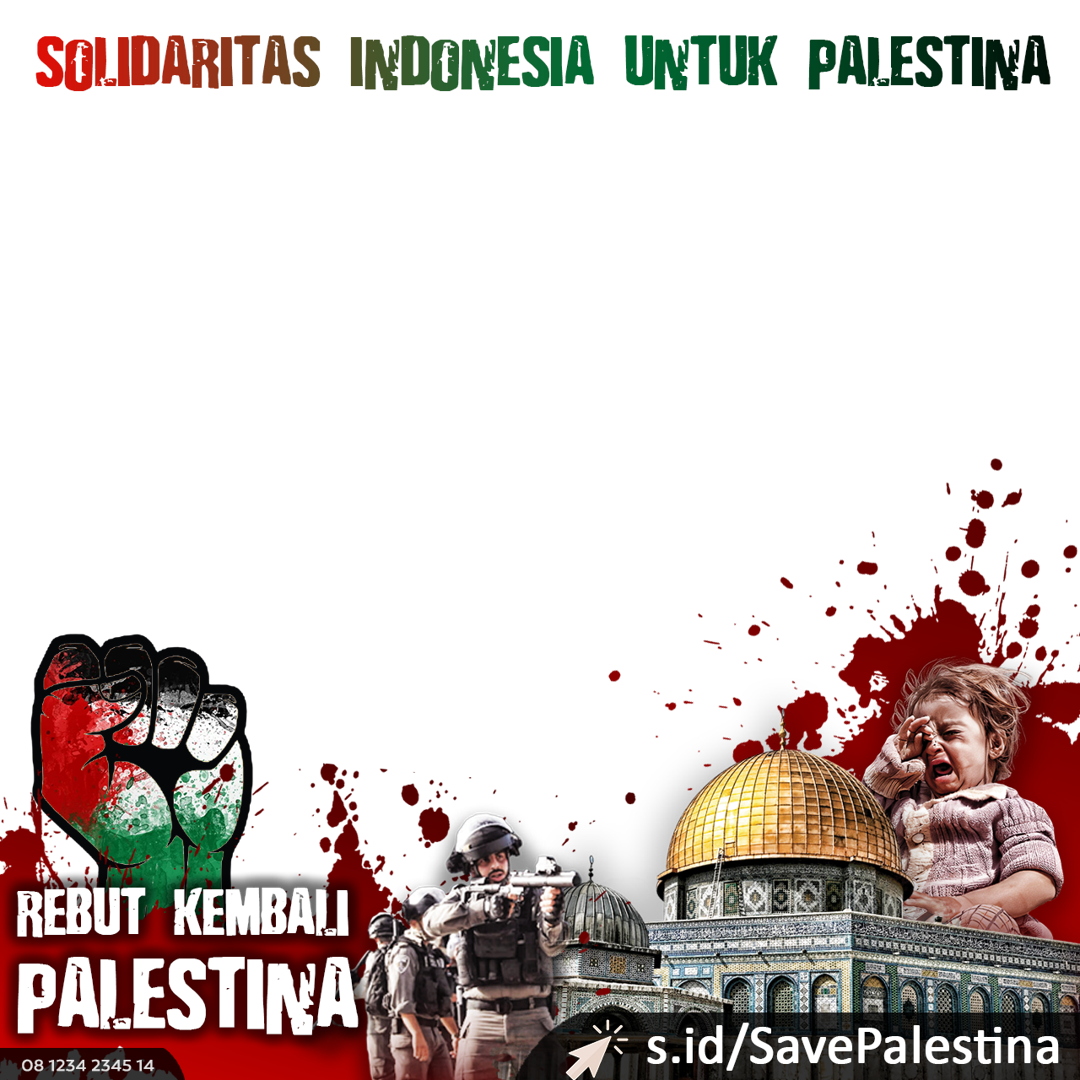 SOLIDARITAS INDONESIA UNTUK PALESTINA
REBUT KEMBALI
PALESTINA
08 1234 2345 14
s.id/SavePalestina